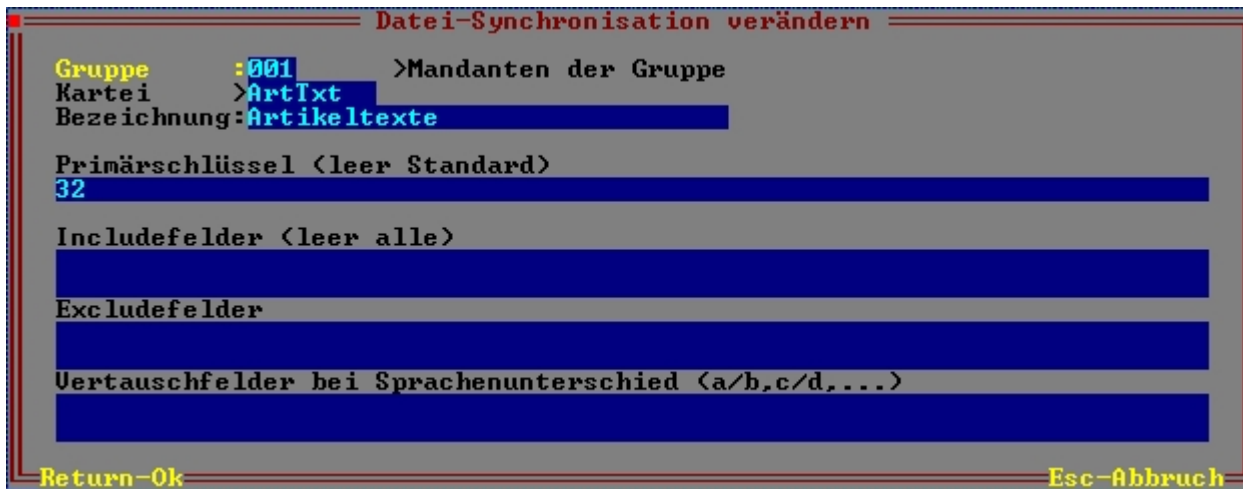 Datei-Synchronisation verändern
Gruppe :001 >Mandanten der Gruppe
Kartei >ArtTxt
Bezeichnung:Artikeltexte
Primärschlüssel (leer Standard)
32
Includefelder (leer alle)
Excludefelder
Vertauschfelder bei Sprachenunterschied (a/b,c/d,....)
Return-Ok Esc-Abbruch